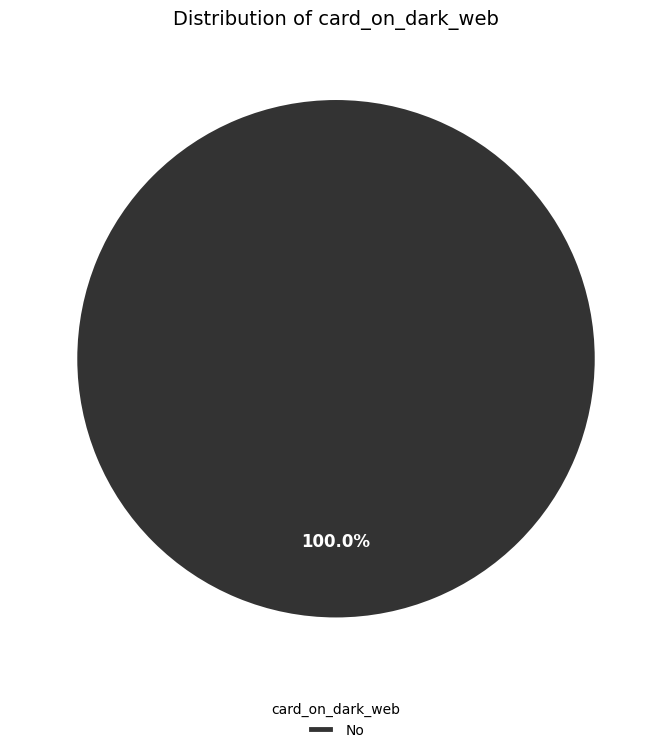 Distribution of card_on_dark_web
100.0%
card_on_dark_web
No